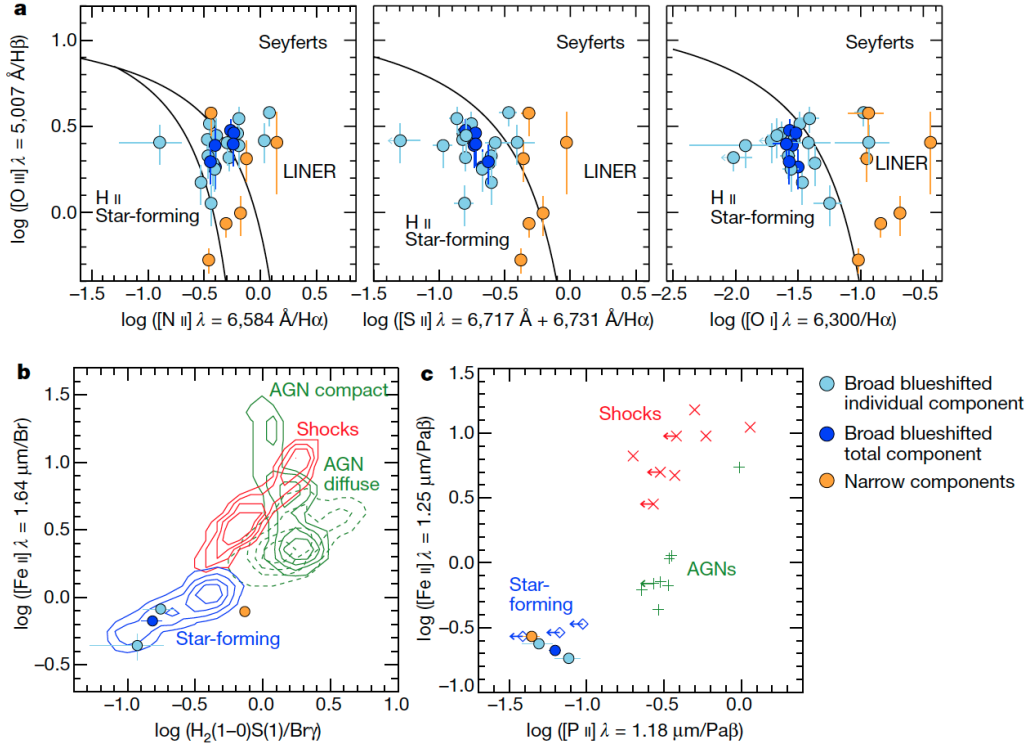 a
log ([O III] λ = 5,007 Å/Hβ)
1.0
0.5
0.0
Seyferts
LINER
H II
Star-forming
−1.5 −1.0 −0.5 0.0 0.5
log ([N II] λ = 6,584 Å/Hα)
Seyferts
LINER
H II
Star-forming
−1.5 −1.0 −0.5 0.0 0.5
log ([S II] λ = 6,717 Å + 6,731 Å/Hα)
Seyferts
LINER
H II
Star-forming
−2.5 −2.0 −1.5 −1.0 −0.5
log ([O I] λ = 6,300/Hα)
b
log ([Fe II] λ = 1.64 μm/Br)
1.5
1.0
0.5
0.0
−0.5
AGN compact
Shocks
AGN
diffuse
Star-forming
−1.0 −0.5 0.0 0.5 1.0
log (H₂(1–0)S(1)/Brγ)
c
log ([Fe II] λ = 1.25 μm/Paβ)
1.5
1.0
0.5
0.0
−0.5
−1.0
Shocks
AGNs
Star-
forming
−1.5 −1.0 −0.5 0.0
log ([P II] λ = 1.18 μm/Paβ)
Broad blueshifted
individual component
Broad blueshifted
total component
Narrow components